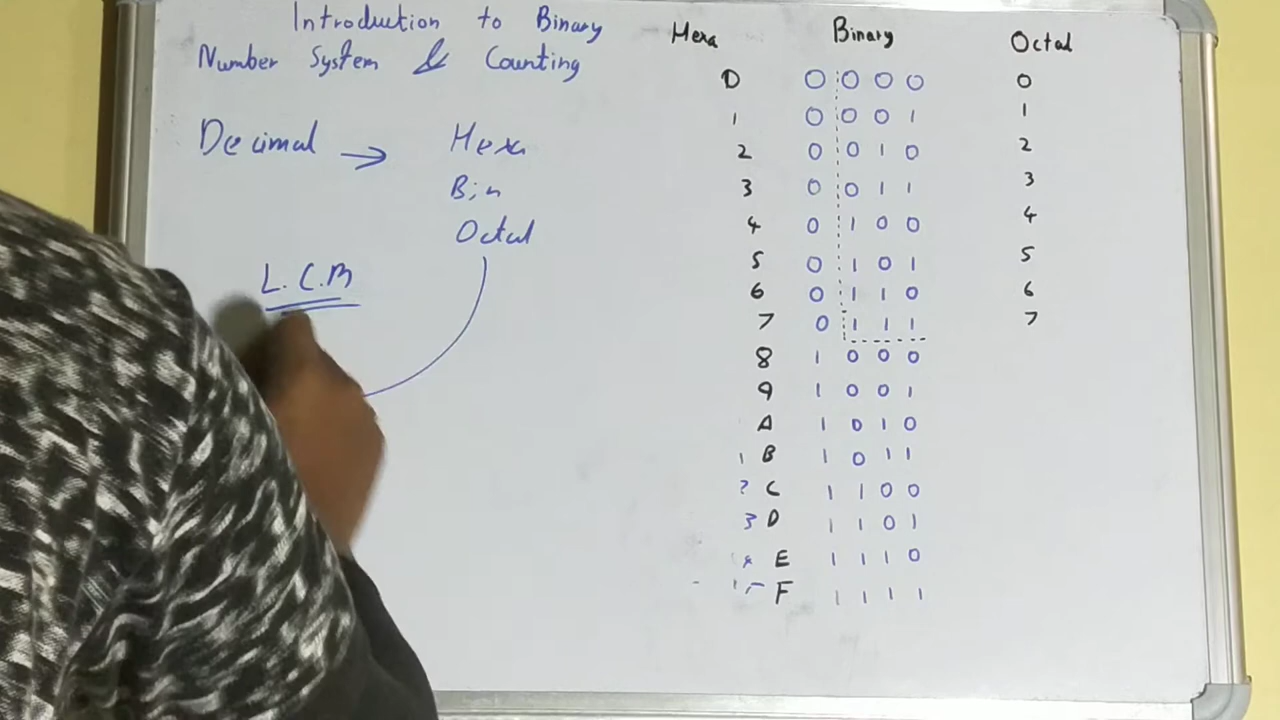 Introduction to Binary
Number System & Counting
Decimal → Hexa
Bin
Octal
L.C.M
Hexa Binary Octal
0 0 0 0 0 0
1 0 0 0 1 1
2 0 0 1 0 2
3 0 0 1 1 3
4 0 1 0 0 4
5 0 1 0 1 5
6 0 1 1 0 6
7 0 1 1 1 7
8 1 0 0 0
9 1 0 0 1
A 1 0 1 0
1 B 1 0 1 1
2 C 1 1 0 0
3 D 1 1 0 1
E 1 1 1 0
F 1 1 1 1